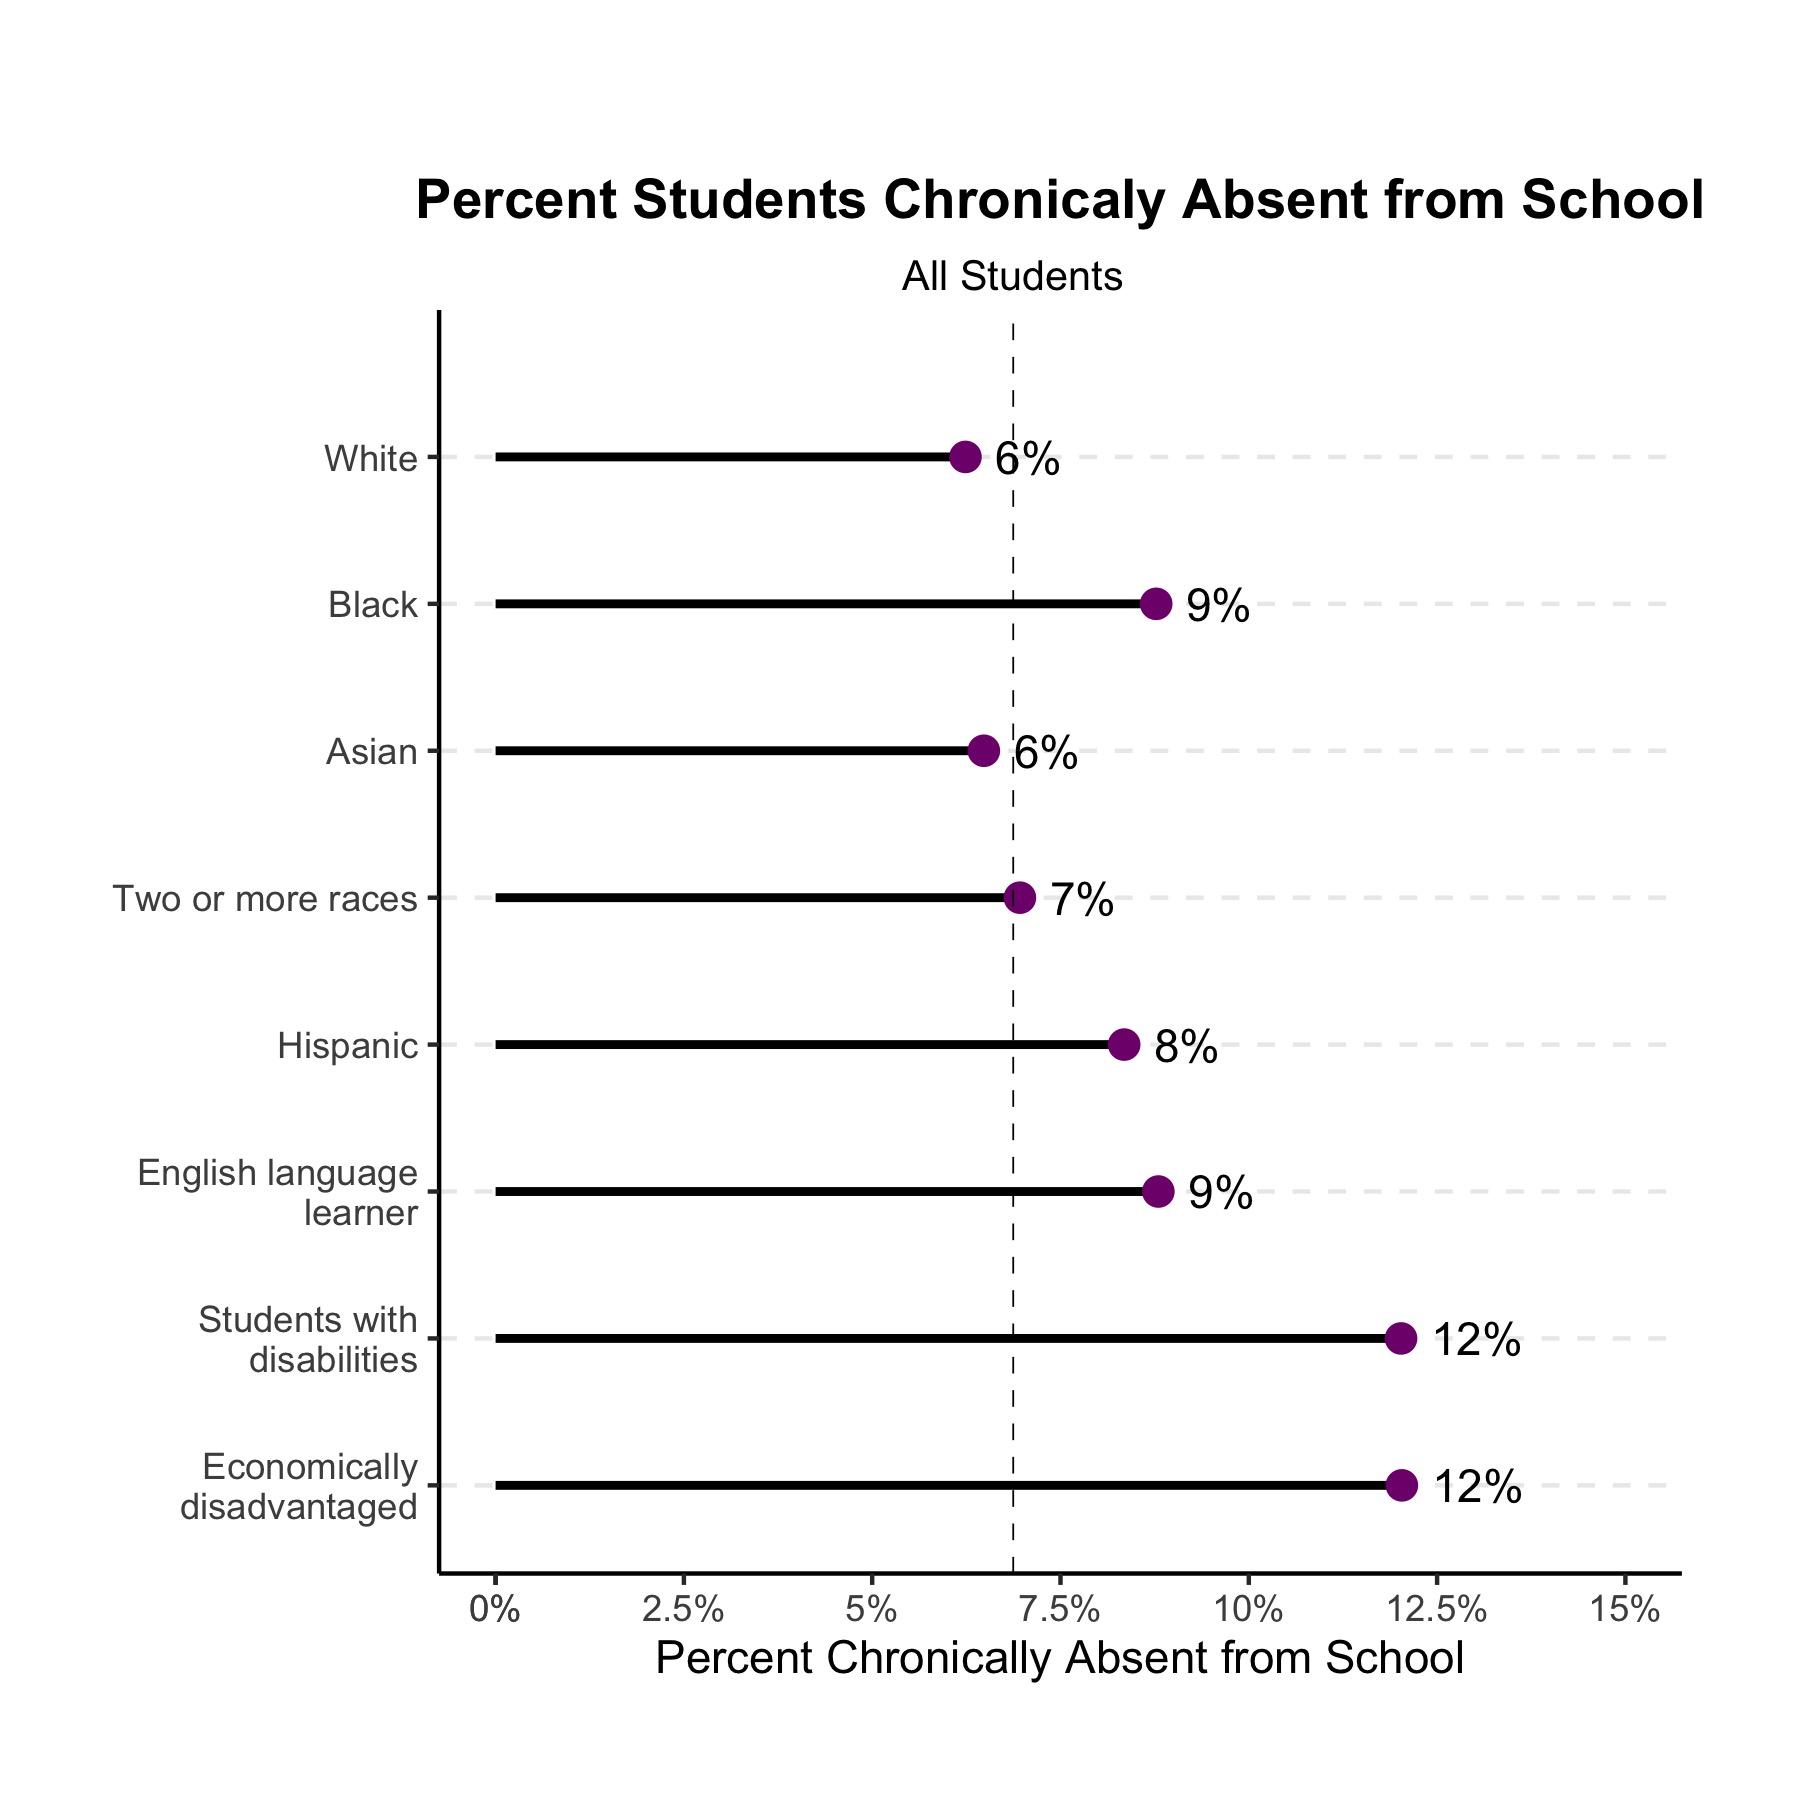 Percent Students Chronicaly Absent from School
All Students
White
6%
Black
9%
Asian
6%
Two or more races
7%
Hispanic
8%
English language
learner
9%
Students with
disabilities
12%
Economically
disadvantaged
12%
0% 2.5% 5% 7.5% 10% 12.5% 15%
Percent Chronically Absent from School